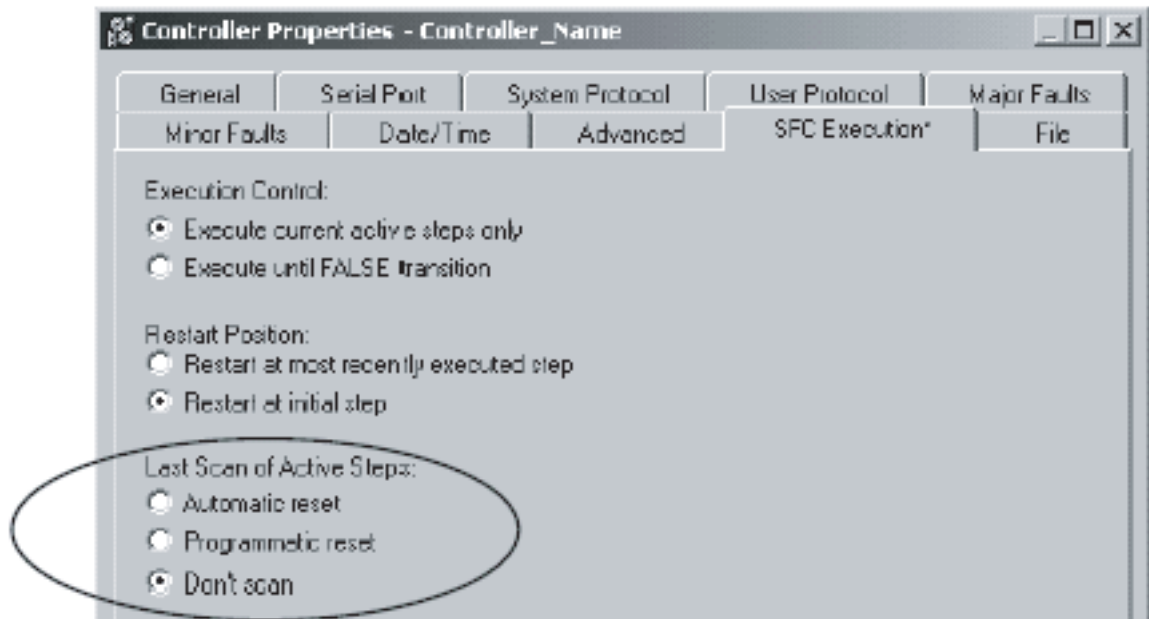 Controller Properties - Controller_Name
General Serial Port System Protocol User Protocol Major Faults
Minor Faults Date/Time Advanced SFC Execution* File
Execution Control:
Execute current active steps only
Execute until FALSE transition
Restart Position:
Restart at most recently executed step
Restart at initial step
Last Scan of Active Steps:
Automatic reset
Programmatic reset
Don't scan